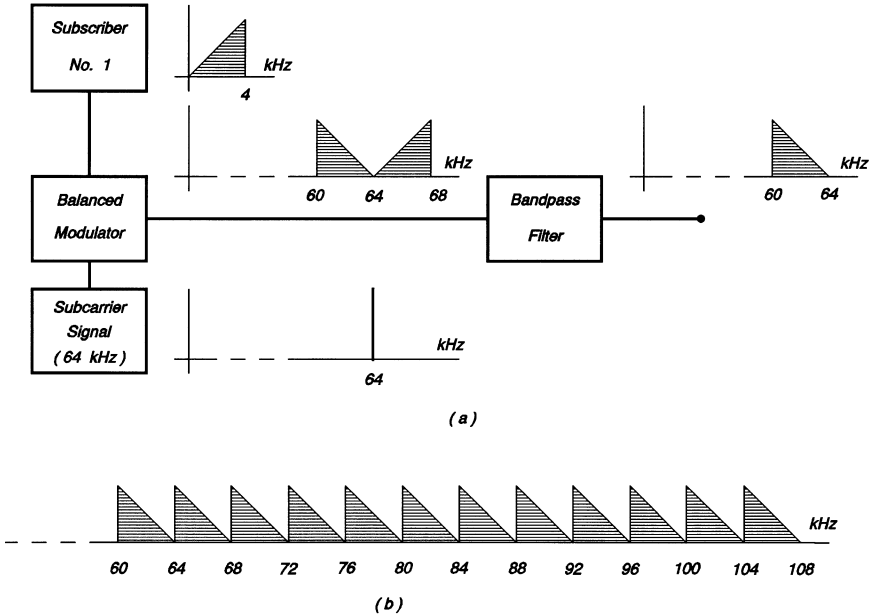 Subscriber
No. 1
kHz
4
kHz
60 64 68
kHz
60 64
Balanced
Modulator
Bandpass
Filter
Subcarrier
Signal
( 64 kHz )
kHz
64
( a )
kHz
60 64 68 72 76 80 84 88 92 96 100 104 108
( b )